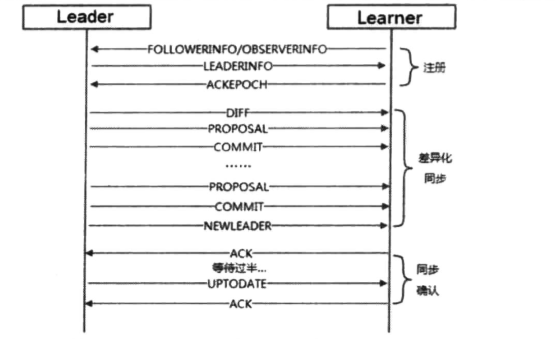 Leader
Learner
FOLLOWERINFO/OBSERVERINFO
LEADERINFO
ACKEPOCH
注册
DIFF
PROPOSAL
COMMIT
……
PROPOSAL
COMMIT
NEWLEADER
差异化
同步
ACK
等待过半...
UPTODATE
ACK
同步
确认